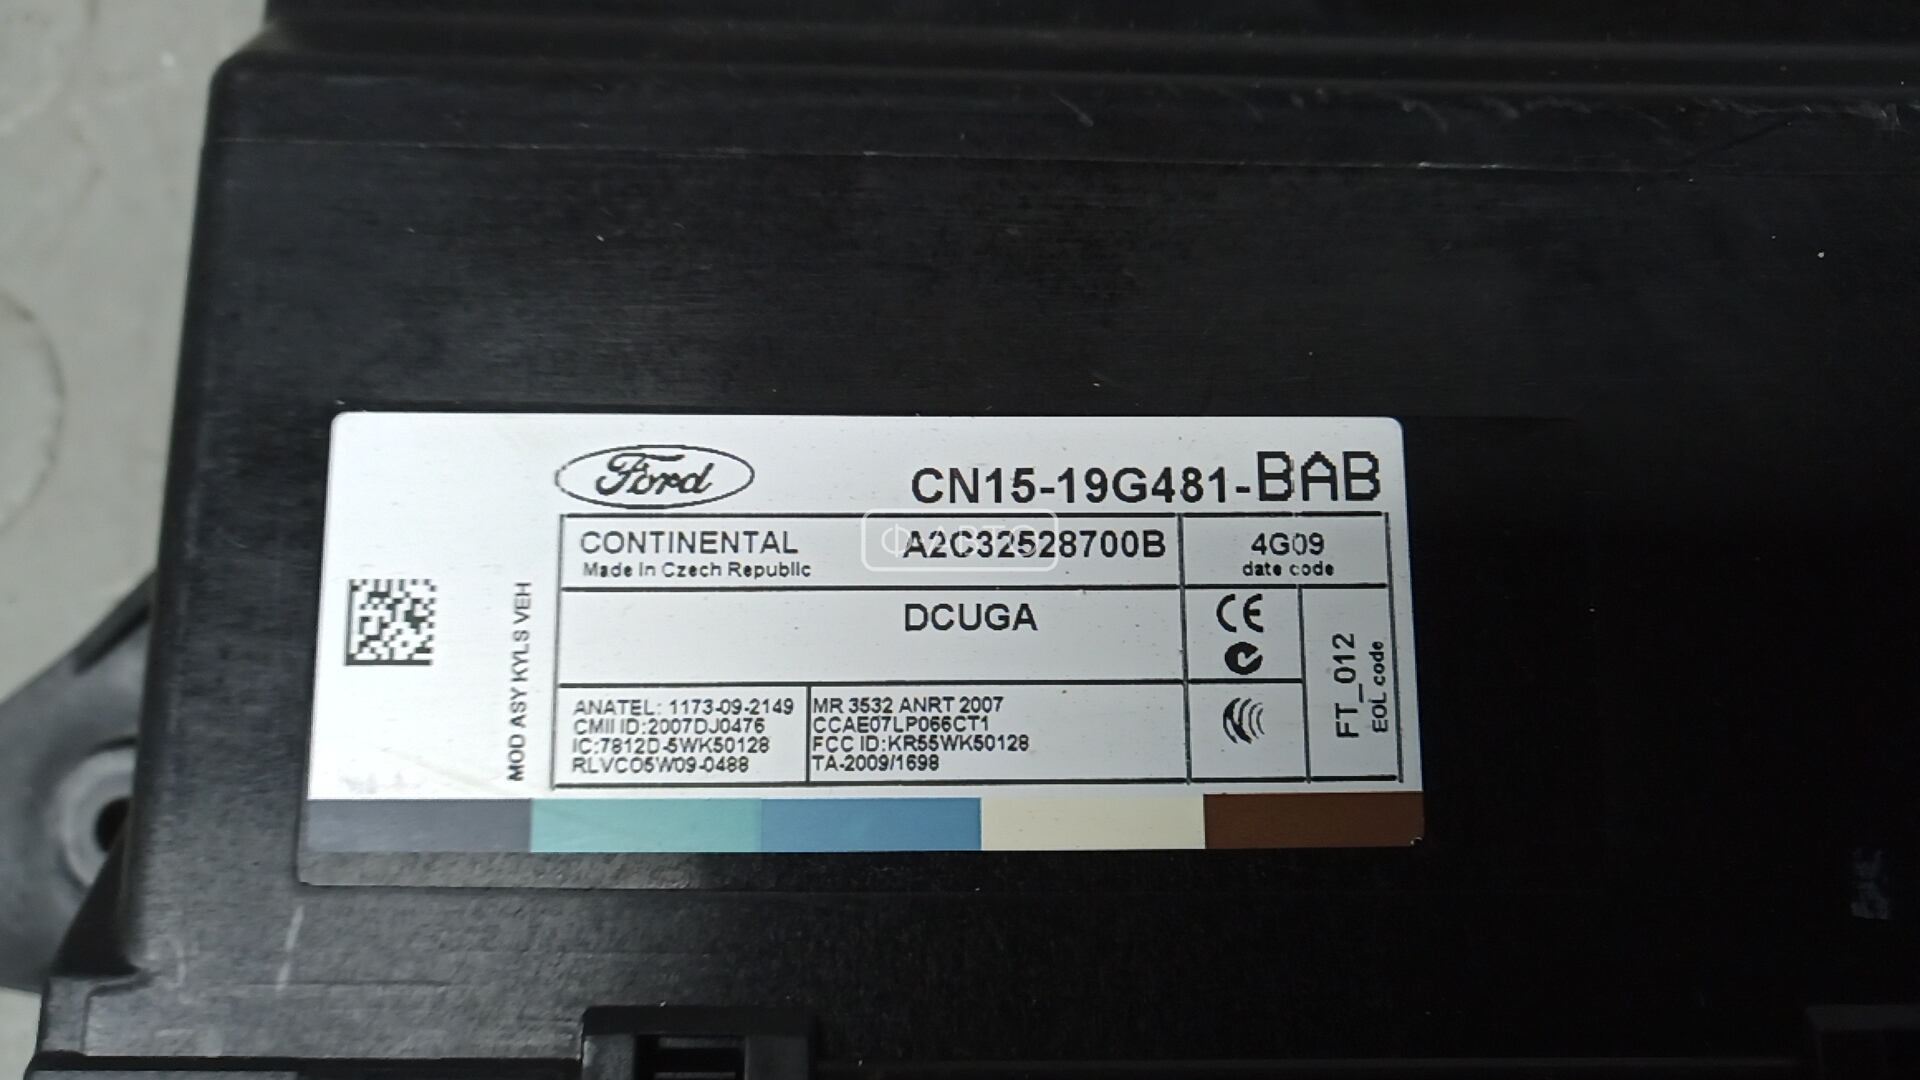 Ford
CN15-19G481-BAB
CONTINENTAL
Made in Czech Republic
A2C32528700B
4G09
date code
DCUGA
CE
FT_012
EOL code
MOD ASY KYLS VEH
ANATEL: 1173-09-2149
CMII ID:2007DJ0476
IC:7812D-5WK50128
RLVCO5W09-0488
MR 3532 ANRT 2007
CCAE07LP066CT1
FCC ID:KR55WK50128
TA-2009/1698
Ф АВТО